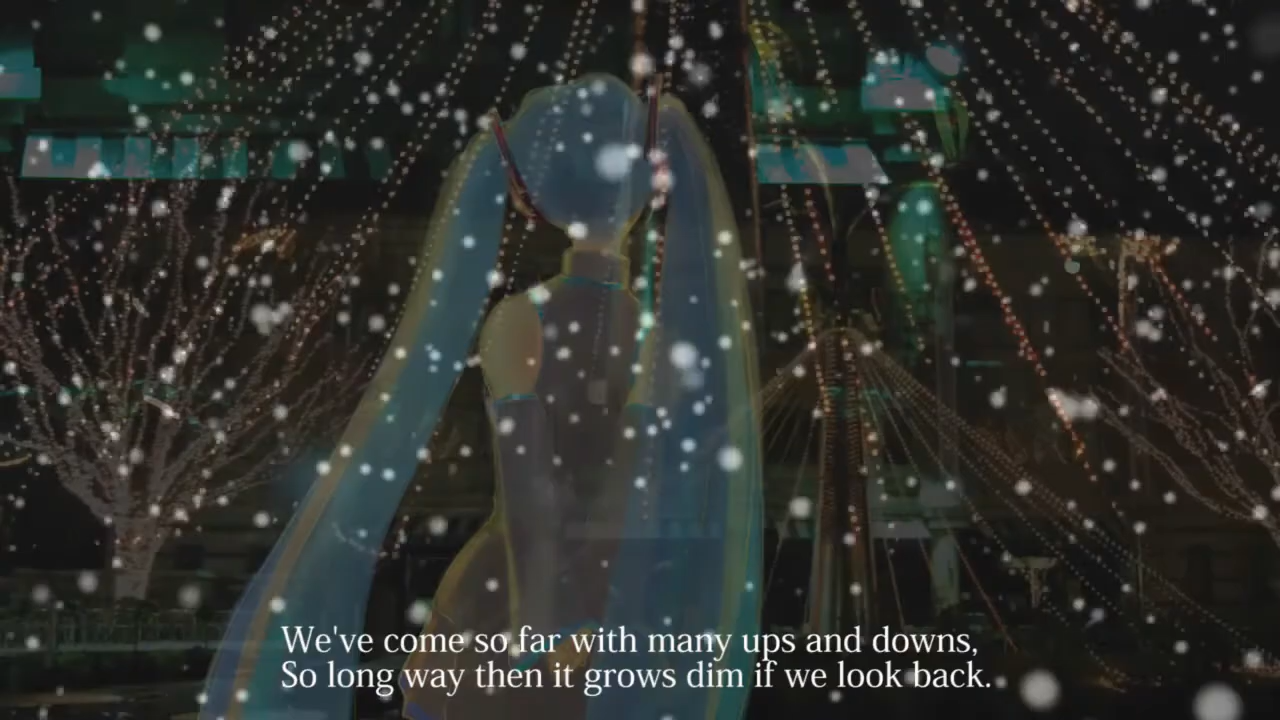 We've come so far with many ups and downs,
So long way then it grows dim if we look back.